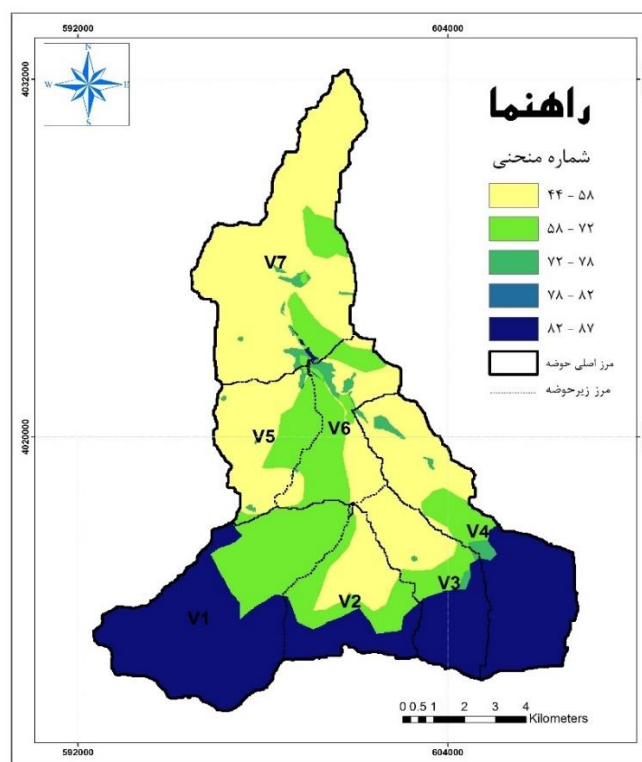 592000 604000
4032000
N
W E
S
راهنما
شماره منحنی
۴۴ - ۵۸
۵۸ - ۷۲
۷۲ - ۷۸
۷۸ - ۸۲
۸۲ - ۸۷
مرز اصلی حوضه
مرز زیرحوضه
V7
4020000
V5
V6
V4
V3
V2
V1
0 0.5 1 2 3 4
Kilometers
592000 604000